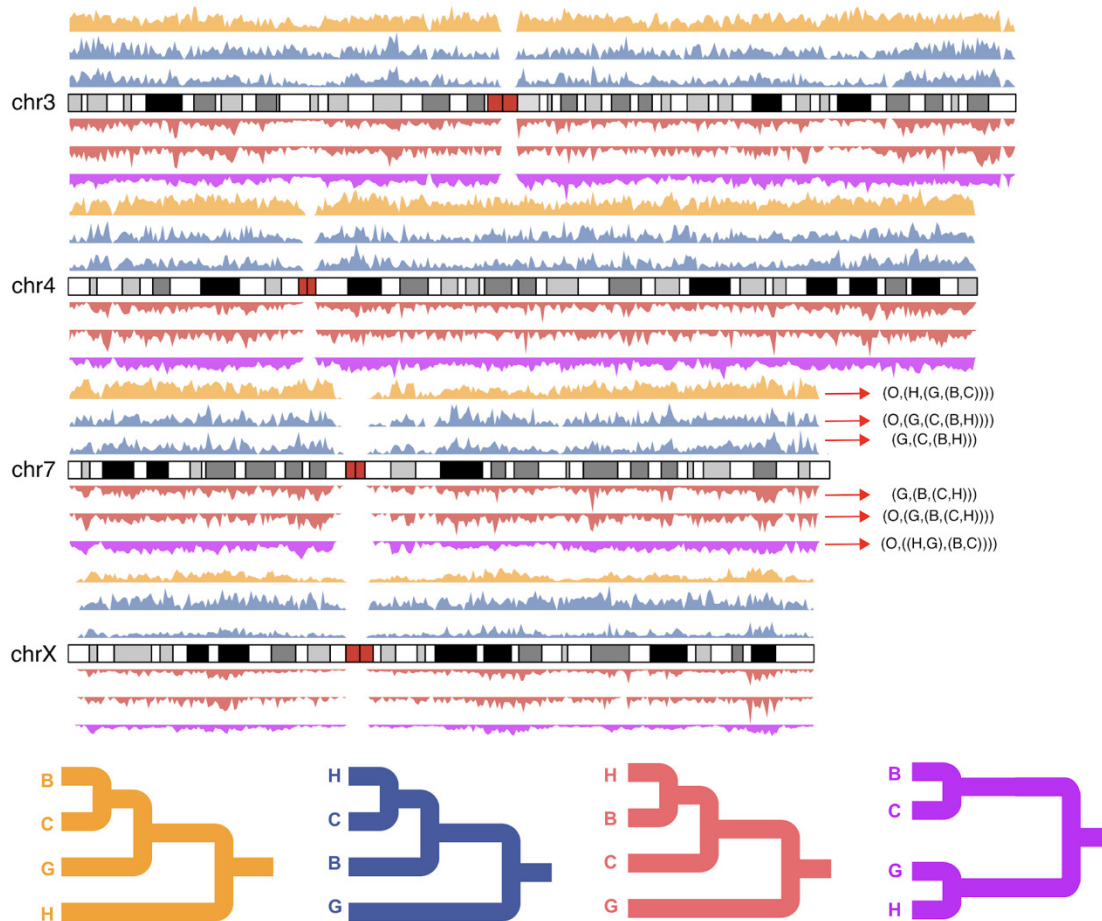 chr3
chr4
(O,(H,(G,(B,C))))
(O,(G,(C,(B,H))))
(G,(C,(B,H)))
chr7
(G,(B,(C,H)))
(O,(G,(B,(C,H))))
(O,((H,G),(B,C))))
chrX
B
C
G
H
H
C
B
G
H
B
C
G
B
C
G
H